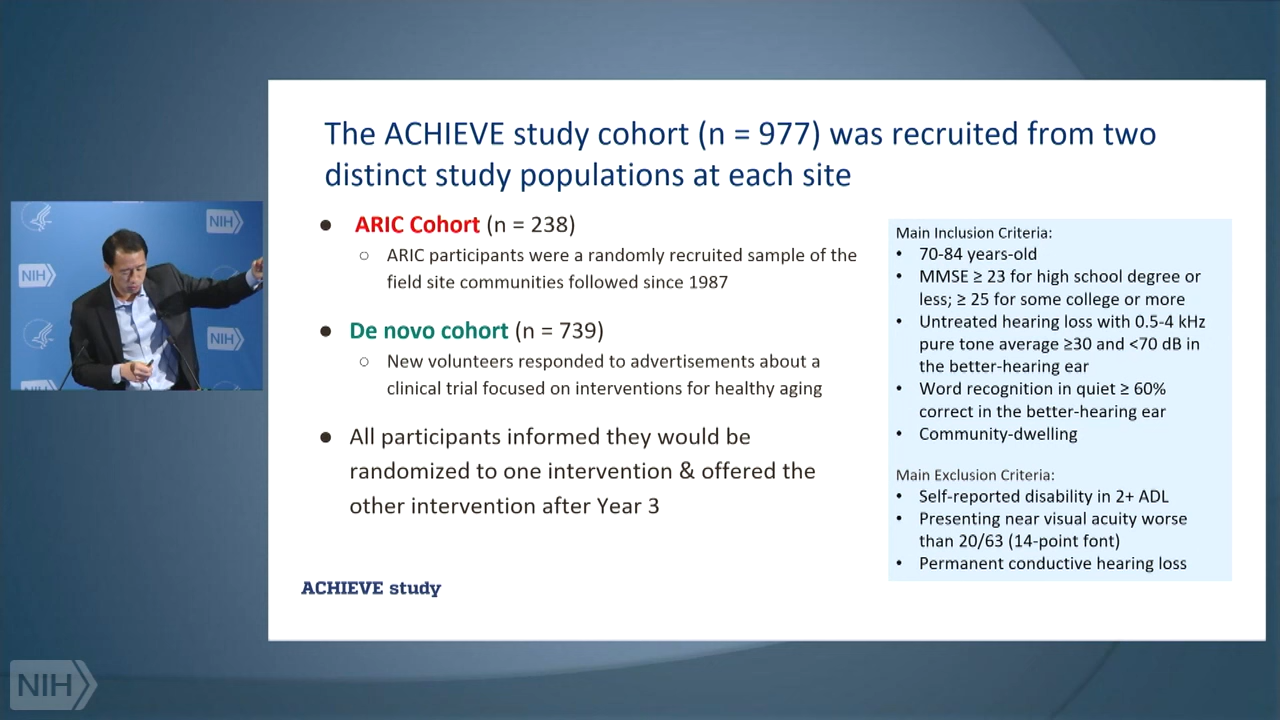 The ACHIEVE study cohort (n = 977) was recruited from two
distinct study populations at each site
● ARIC Cohort (n = 238)
○ ARIC participants were a randomly recruited sample of the
field site communities followed since 1987
● De novo cohort (n = 739)
○ New volunteers responded to advertisements about a
clinical trial focused on interventions for healthy aging
● All participants informed they would be
randomized to one intervention & offered the
other intervention after Year 3
ACHIEVE study
Main Inclusion Criteria:
• 70-84 years-old
• MMSE ≥ 23 for high school degree or
less; ≥ 25 for some college or more
• Untreated hearing loss with 0.5-4 kHz
pure tone average ≥30 and <70 dB in
the better-hearing ear
• Word recognition in quiet ≥ 60%
correct in the better-hearing ear
• Community-dwelling
Main Exclusion Criteria:
• Self-reported disability in 2+ ADL
• Presenting near visual acuity worse
than 20/63 (14-point font)
• Permanent conductive hearing loss
NIH
NIH
NIH
NIH